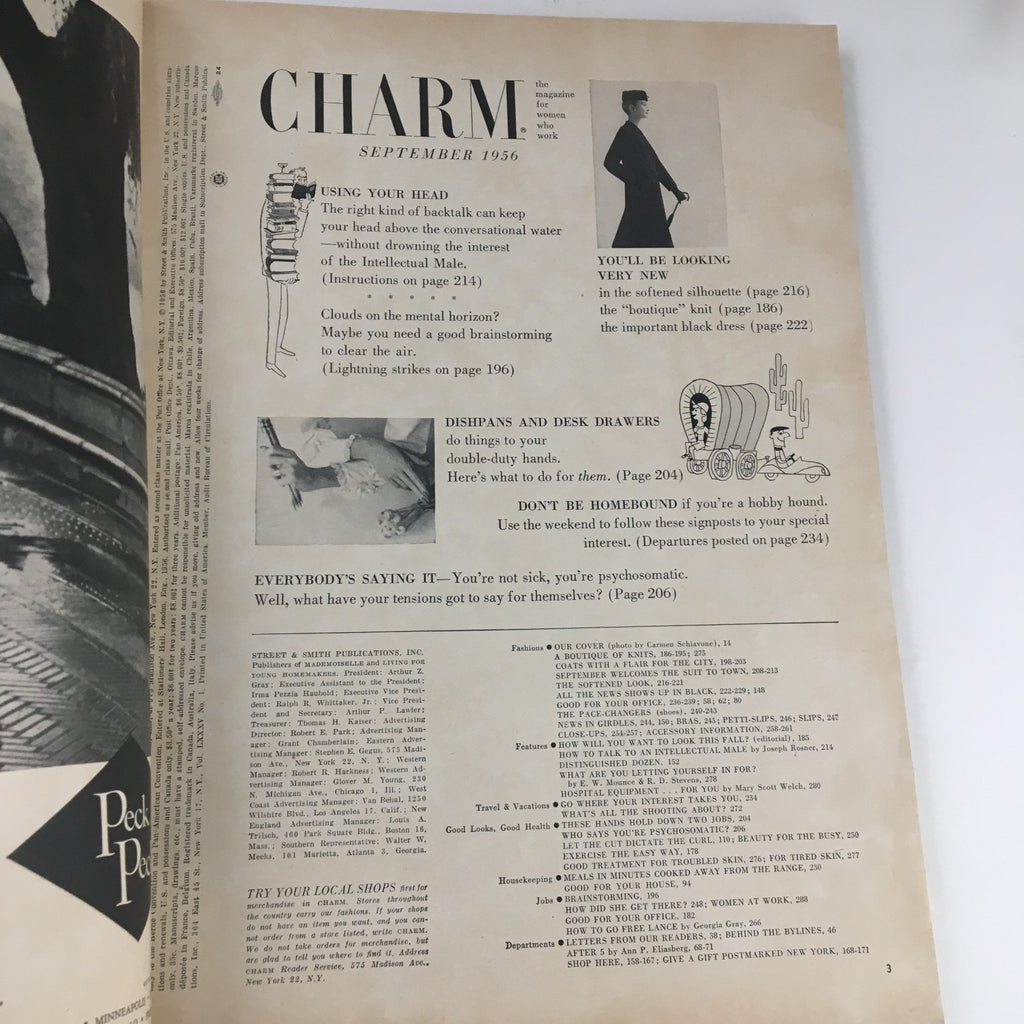 CHARM®
the
magazine
for
women
who
work
SEPTEMBER 1956
USING YOUR HEAD
The right kind of backtalk can keep
your head above the conversational water
—without drowning the interest
of the Intellectual Male.
(Instructions on page 214)
* * * * *
Clouds on the mental horizon?
Maybe you need a good brainstorming
to clear the air.
(Lightning strikes on page 196)
YOU'LL BE LOOKING
VERY NEW
in the softened silhouette (page 216)
the "boutique" knit (page 186)
the important black dress (page 222)
DISHPANS AND DESK DRAWERS
do things to your
double-duty hands.
Here's what to do for them. (Page 204)
DON'T BE HOMEBOUND if you're a hobby hound.
Use the weekend to follow these signposts to your special
interest. (Departures posted on page 234)
EVERYBODY'S SAYING IT—You're not sick, you're psychosomatic.
Well, what have your tensions got to say for themselves? (Page 206)
STREET & SMITH PUBLICATIONS, INC.
Publishers of MADEMOISELLE and LIVING FOR
YOUNG HOMEMAKERS. President: Arthur Z.
Gray; Executive Assistant to the President:
Irma Pezzia Haubold; Executive Vice Presi-
dent: Ralph R. Whittaker, Jr.; Vice Presi-
dent and Secretary: Arthur P. Lawler;
Treasurer: Thomas H. Kaiser; Advertising
Director: Robert E. Park; Advertising Man-
ager: Grant Chamberlain; Eastern Adver-
tising Manager: Stephen E. Gegus, 575 Madi-
son Ave., New York 22, N. Y.; Western
Manager: Robert R. Harkness; Western Ad-
vertising Manager: Glover M. Young, 230
N. Michigan Ave., Chicago 1, Ill.; West
Coast Advertising Manager: Van Behal, 1250
Wilshire Blvd., Los Angeles 17, Calif.; New
England Advertising Manager: Louis A.
Trilsch, 460 Park Square Bldg., Boston 16,
Mass.; Southern Representative: Walter W.
Meeks, 101 Marietta, Atlanta 3, Georgia.
TRY YOUR LOCAL SHOPS first for
merchandise in CHARM. Stores throughout
the country carry our fashions. If your shops
do not have an item you want, and you can-
not order from a store listed, write CHARM.
We do not take orders for merchandise, but
are glad to tell you where to find it. Address
CHARM Reader Service, 575 Madison Ave.,
New York 22, N.Y.
Fashions ● OUR COVER (photo by Carmen Schiavone), 14
A BOUTIQUE OF KNITS, 186-195; 275
COATS WITH A FLAIR FOR THE CITY, 198-203
SEPTEMBER WELCOMES THE SUIT TO TOWN, 208-213
THE SOFTENED LOOK, 216-221
ALL THE NEWS SHOWS UP IN BLACK, 222-229; 148
GOOD FOR YOUR OFFICE, 236-239; 58; 62; 80
THE PACE-CHANGERS (shoes), 240-243
NEWS IN GIRDLES, 244, 150; BRAS, 245; PETTI-SLIPS, 246; SLIPS, 247
CLOSE-UPS, 254-257; ACCESSORY INFORMATION, 258-261
Features ● HOW WILL YOU WANT TO LOOK THIS FALL? (editorial), 185
HOW TO TALK TO AN INTELLECTUAL MALE by Joseph Rosner, 214
DISTINGUISHED DOZEN, 152
WHAT ARE YOU LETTING YOURSELF IN FOR?
by E. W. Mounce & R. D. Stevens, 278
HOSPITAL EQUIPMENT . . . FOR YOU by Mary Scott Welch, 280
Travel & Vacations ● GO WHERE YOUR INTEREST TAKES YOU, 234
WHAT'S ALL THE SHOOTING ABOUT? 272
Good Looks, Good Health ● THESE HANDS HOLD DOWN TWO JOBS, 204
WHO SAYS YOU'RE PSYCHOSOMATIC? 206
LET THE CUT DICTATE THE CURL, 110; BEAUTY FOR THE BUSY, 250
EXERCISE THE EASY WAY, 178
GOOD TREATMENT FOR TROUBLED SKIN, 276; FOR TIRED SKIN, 277
Housekeeping ● MEALS IN MINUTES COOKED AWAY FROM THE RANGE, 230
GOOD FOR YOUR HOUSE, 94
Jobs ● BRAINSTORMING, 196
HOW DID SHE GET THERE? 248; WOMEN AT WORK, 288
GOOD FOR YOUR OFFICE, 182
HOW TO GO FREE LANCE by Georgia Gray, 266
Departments ● LETTERS FROM OUR READERS, 38; BEHIND THE BYLINES, 46
AFTER 5 by Ann P. Eliasberg, 68-71
SHOP HERE, 158-167; GIVE A GIFT POSTMARKED NEW YORK, 168-171
3
24
Peck
Pec
MINNEAPOLIS